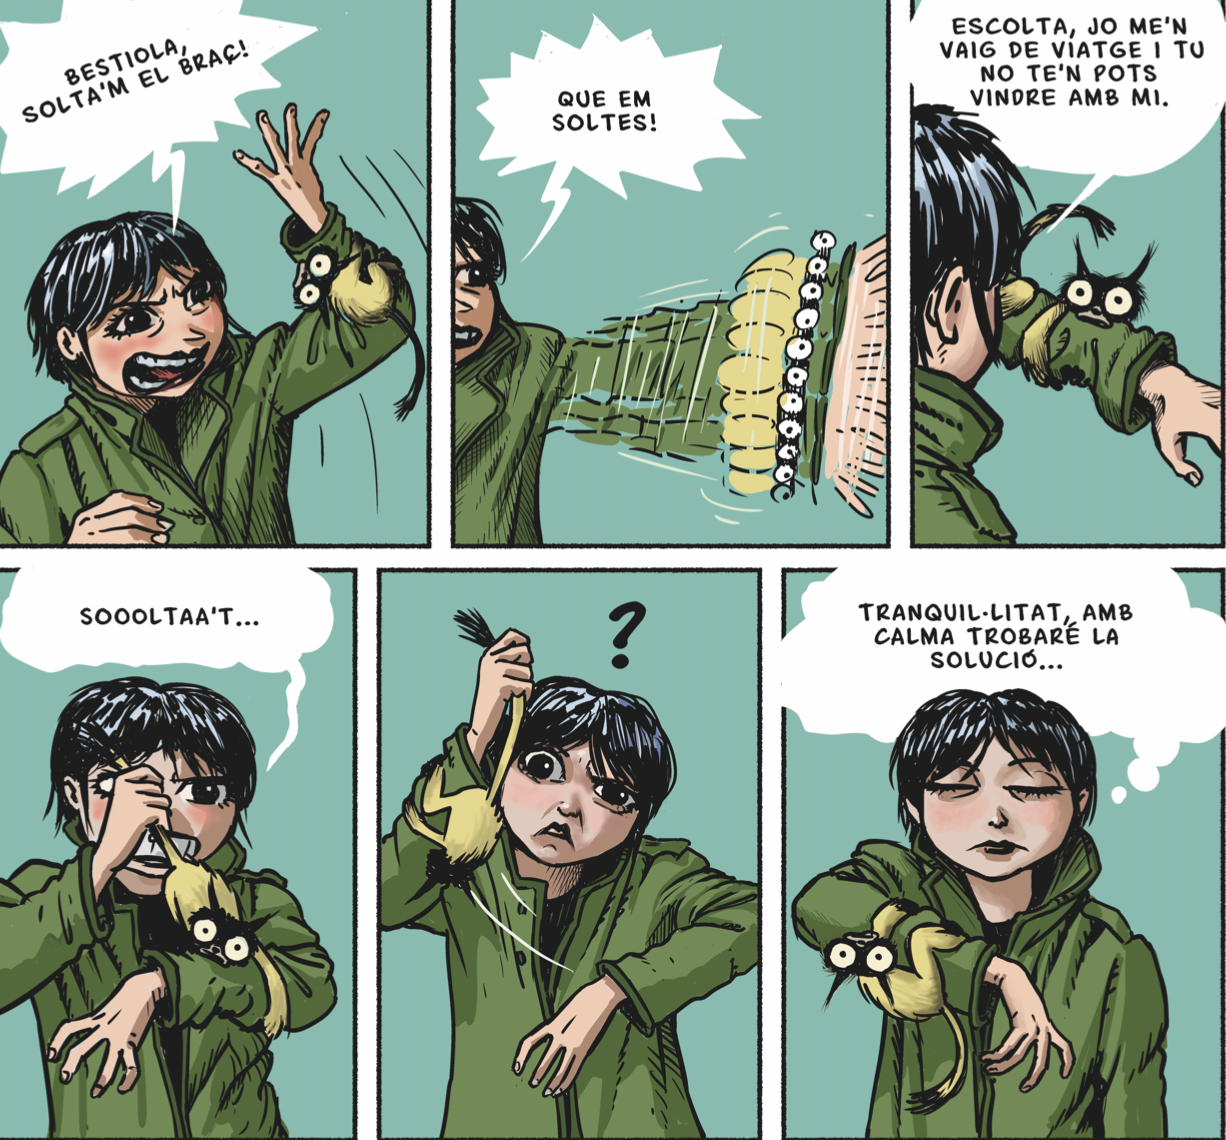 BESTIOLA,
SOLTA'M EL BRAÇ!
QUE EM
SOLTES!
ESCOLTA, JO ME'N
VAIG DE VIATGE I TU
NO TE'N POTS
VINDRE AMB MI.
SOOOLTAA'T...
?
TRANQUIL·LITAT, AMB
CALMA TROBARÉ LA
SOLUCIÓ...